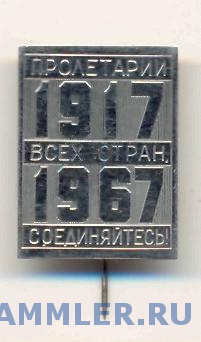 ПРОЛЕТАРИИ
1917
ВСЕХ СТРАН,
1967
СОЕДИНЯЙТЕСЬ!
AMMLER.RU